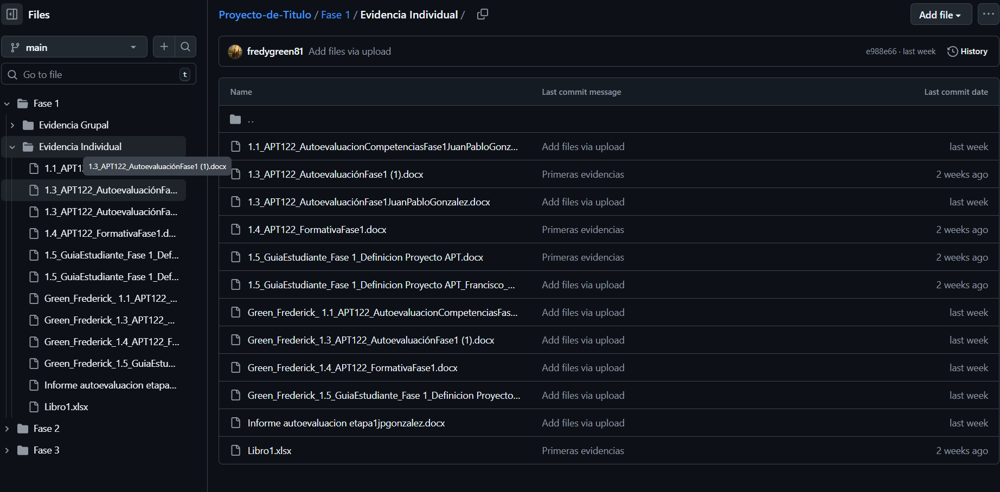 Files
main
Go to file
t
Fase 1
Evidencia Grupal
Evidencia Individual
1.1_APT1
1.3_APT122_AutoevaluaciónFase1 (1).docx
1.3_APT122_AutoevaluaciónFa...
1.3_APT122_AutoevaluaciónFa...
1.4_APT122_FormativaFase1.d...
1.5_GuiaEstudiante_Fase 1_Def...
1.5_GuiaEstudiante_Fase 1_Def...
Green_Frederick_ 1.1_APT122_...
Green_Frederick_1.3_APT122_...
Green_Frederick_1.4_APT122_F...
Green_Frederick_1.5_GuiaEstu...
Informe autoevaluacion etapa...
Libro1.xlsx
Fase 2
Fase 3
Proyecto-de-Titulo / Fase 1 / Evidencia Individual /
Add file
...
fredygreen81 Add files via upload
e988e66 · last week
History
Name Last commit message Last commit date
..
1.1_APT122_AutoevaluacionCompetenciasFase1JuanPabloGonz... Add files via upload last week
1.3_APT122_AutoevaluaciónFase1 (1).docx Primeras evidencias 2 weeks ago
1.3_APT122_AutoevaluaciónFase1JuanPabloGonzalez.docx Add files via upload last week
1.4_APT122_FormativaFase1.docx Primeras evidencias 2 weeks ago
1.5_GuiaEstudiante_Fase 1_Definicion Proyecto APT.docx Primeras evidencias 2 weeks ago
1.5_GuiaEstudiante_Fase 1_Definicion Proyecto APT_Francisco_... Add files via upload 2 weeks ago
Green_Frederick_ 1.1_APT122_AutoevaluacionCompetenciasFas... Add files via upload last week
Green_Frederick_1.3_APT122_AutoevaluaciónFase1 (1).docx Add files via upload last week
Green_Frederick_1.4_APT122_FormativaFase1.docx Add files via upload last week
Green_Frederick_1.5_GuiaEstudiante_Fase 1_Definicion Proyecto... Add files via upload last week
Informe autoevaluacion etapa1jpgonzalez.docx Add files via upload last week
Libro1.xlsx Primeras evidencias 2 weeks ago